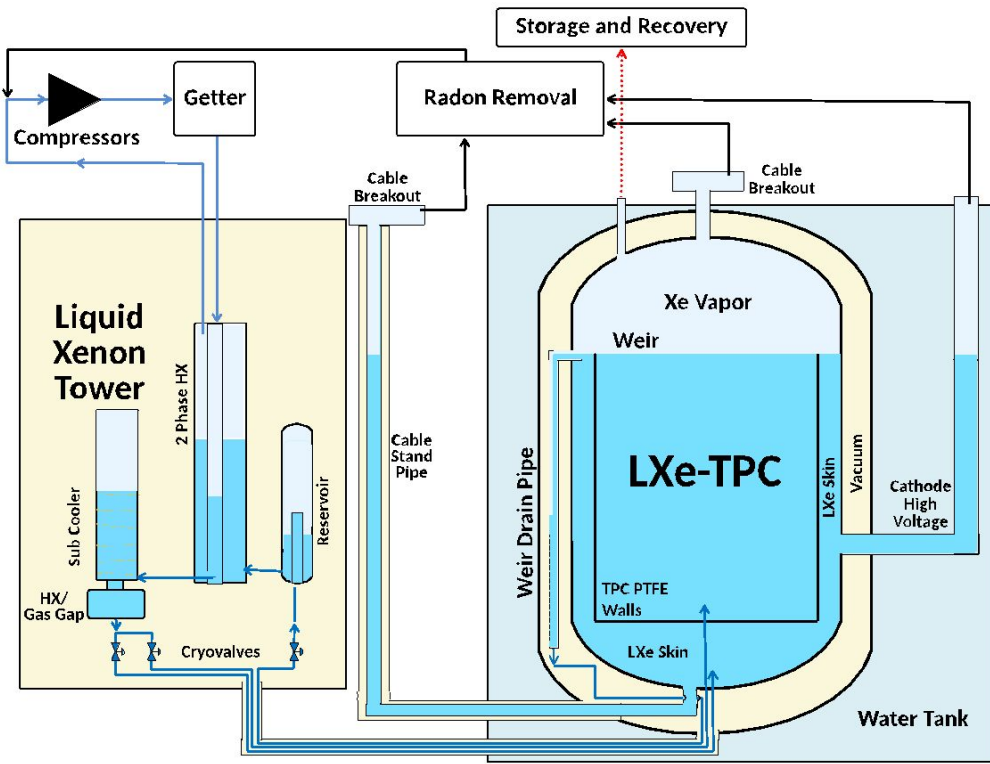 Storage and Recovery
Getter
Radon Removal
Compressors
Cable
Breakout
Cable
Breakout
Liquid
Xenon
Tower
2 Phase HX
Sub Cooler
Reservoir
HX/
Gas Gap
Cryovalves
Cable
Stand
Pipe
Xe Vapor
Weir
Weir Drain Pipe
LXe-TPC
LXe Skin
Vacuum
Cathode
High
Voltage
TPC PTFE
Walls
LXe Skin
Water Tank